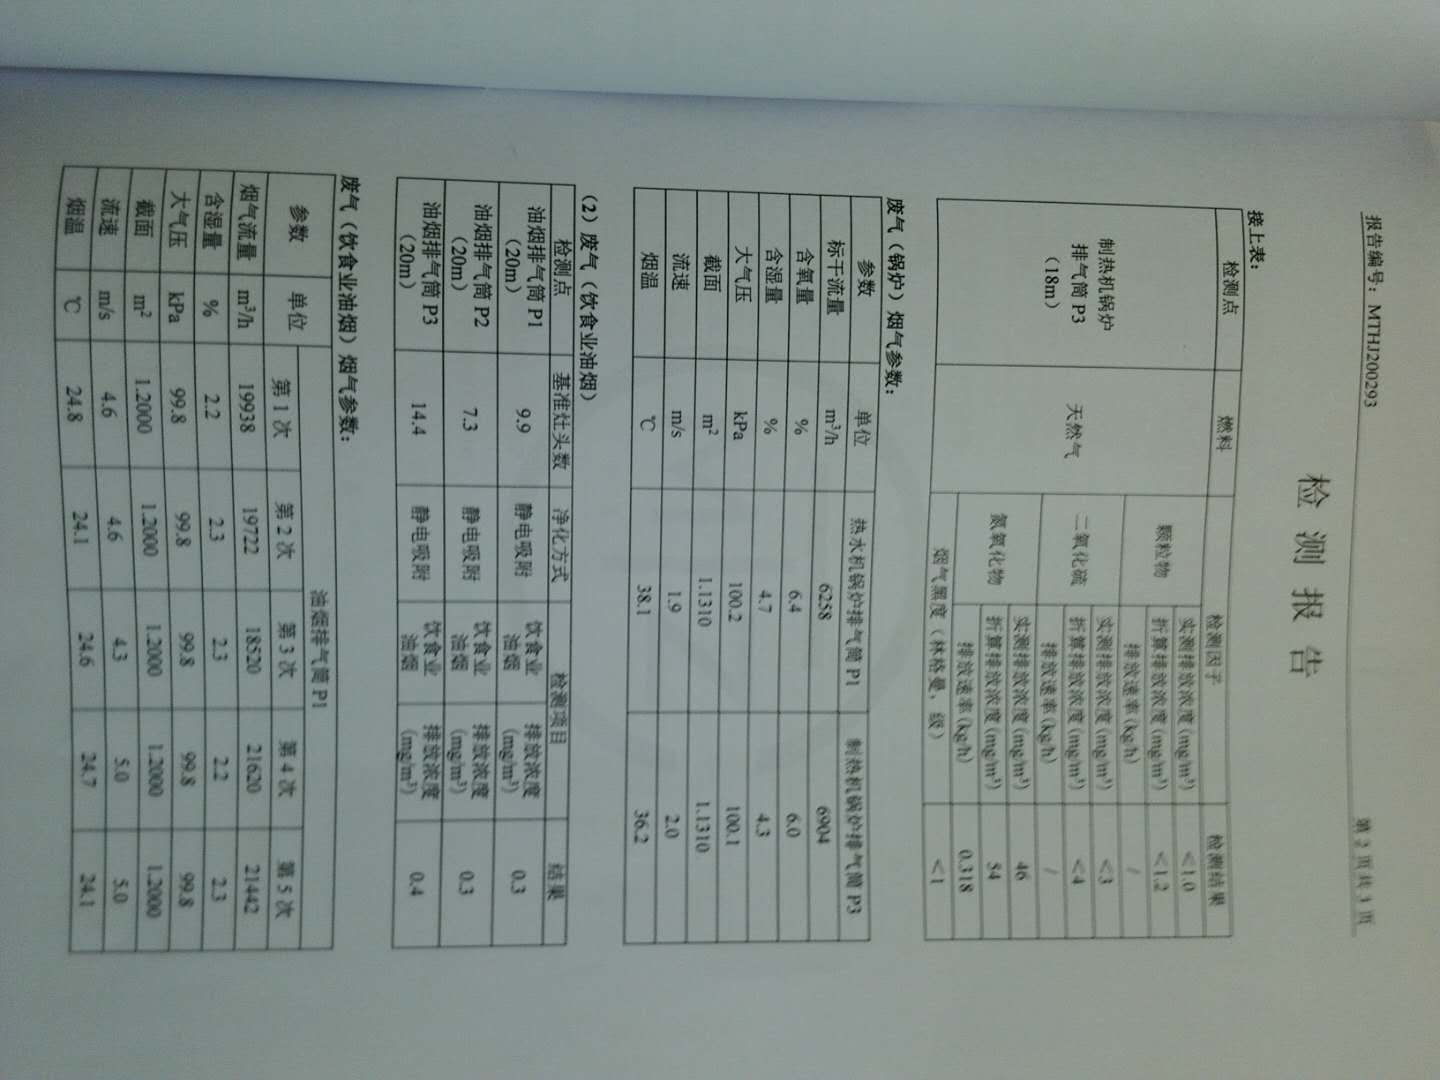 报告编号：MTHJ200293
第 2 页 共 3 页
检 测 报 告
接上表：
检测点 燃料 检测因子 检测结果
制热机锅炉
排气筒 P3
（18m）
天然气
颗粒物 实测排放浓度 (mg/m³) <1.0
折算排放浓度 (mg/m³) <1.2
排放速率 (kg/h) /
二氧化硫 实测排放浓度 (mg/m³) <3
折算排放浓度 (mg/m³) <4
排放速率 (kg/h) /
氮氧化物 实测排放浓度 (mg/m³) 46
折算排放浓度 (mg/m³) 54
排放速率 (kg/h) 0.318
烟气黑度（林格曼，级） <1
废气（锅炉）烟气参数：
参数 单位 热水机锅炉排气筒 P1 制热机锅炉排气筒 P3
标干流量 m³/h 6258 6904
含氧量 % 6.4 6.0
含湿量 % 4.7 4.3
大气压 kPa 100.2 100.1
截面 m² 1.1310 1.1310
流速 m/s 1.9 2.0
烟温 ℃ 38.1 36.2
（2）废气（饮食业油烟）
检测点 基准灶头数 净化方式 检测项目 结果
油烟排气筒 P1
（20m）
9.9 静电吸附 饮食业
油烟
排放浓度
(mg/m³)
0.3
油烟排气筒 P2
（20m）
7.3 静电吸附 饮食业
油烟
排放浓度
(mg/m³)
0.3
油烟排气筒 P3
（20m）
14.4 静电吸附 饮食业
油烟
排放浓度
(mg/m³)
0.4
废气（饮食业油烟）烟气参数：
参数 单位 油烟排气筒 P1
第 1 次 第 2 次 第 3 次 第 4 次 第 5 次
烟气流量 m³/h 19938 19722 18520 21620 21442
含湿量 % 2.2 2.3 2.3 2.2 2.3
大气压 kPa 99.8 99.8 99.8 99.8 99.8
截面 m² 1.2000 1.2000 1.2000 1.2000 1.2000
流速 m/s 4.6 4.6 4.3 5.0 5.0
烟温 ℃ 24.8 24.1 24.6 24.7 24.1